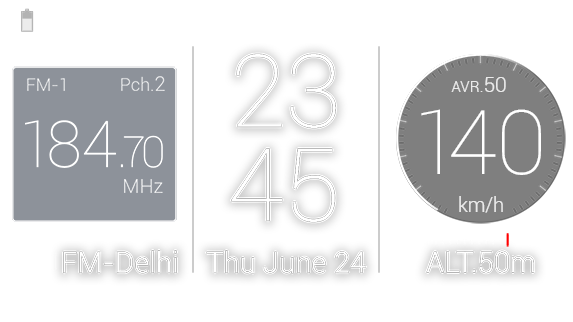 FM-1 Pch.2
184.70
MHz
FM-Delhi
23
45
Thu June 24
AVR.50
140
km/h
ALT.50m